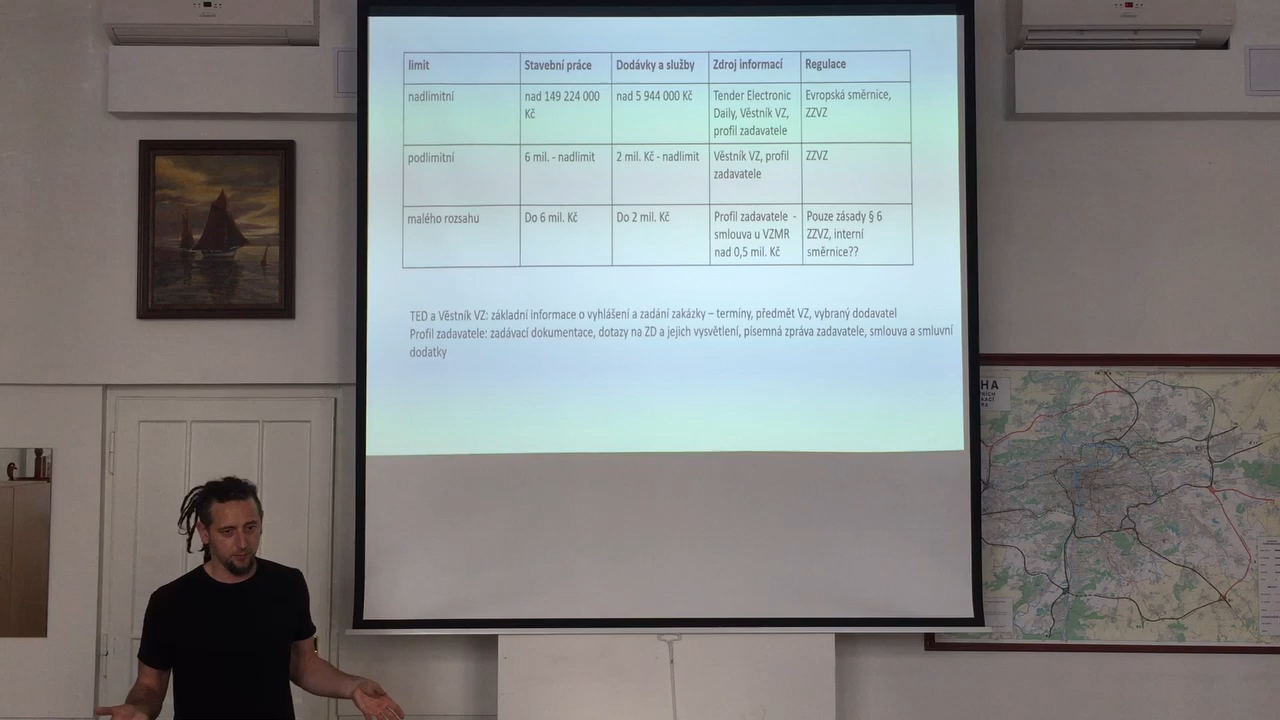 limit
Stavební práce
Dodávky a služby
Zdroj informací
Regulace
nadlimitní
nad 149 224 000
Kč
nad 5 944 000 Kč
Tender Electronic
Daily, Věstník VZ,
profil zadavatele
Evropská směrnice,
ZZVZ
podlimitní
6 mil. - nadlimit
2 mil. Kč - nadlimit
Věstník VZ, profil
zadavatele
ZZVZ
malého rozsahu
Do 6 mil. Kč
Do 2 mil. Kč
Profil zadavatele -
smlouva u VZMR
nad 0,5 mil. Kč
Pouze zásady § 6
ZZVZ, interní
směrnice??
TED a Věstník VZ: základní informace o vyhlášení a zadání zakázky – termíny, předmět VZ, vybraný dodavatel
Profil zadavatele: zadávací dokumentace, dotazy na ZD a jejich vysvětlení, písemná zpráva zadavatele, smlouva a smluvní
dodatky
HA